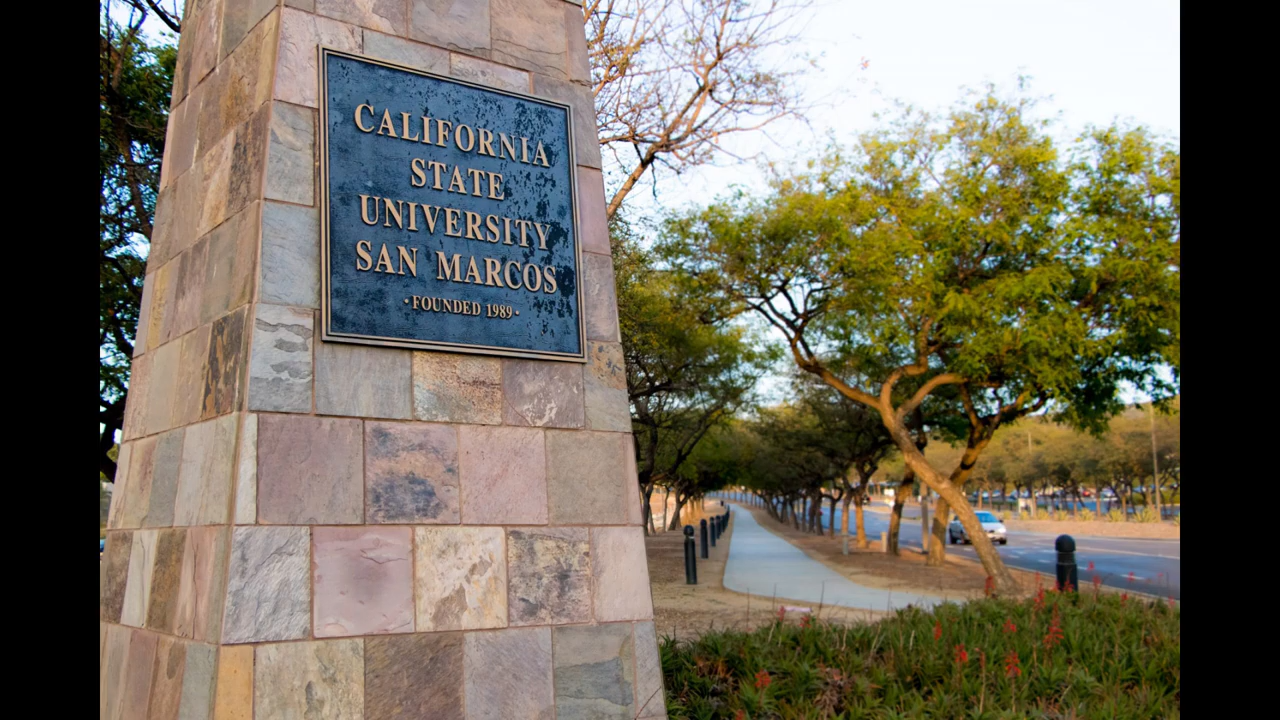 CALIFORNIA
STATE
UNIVERSITY
SAN MARCOS
·FOUNDED 1989·